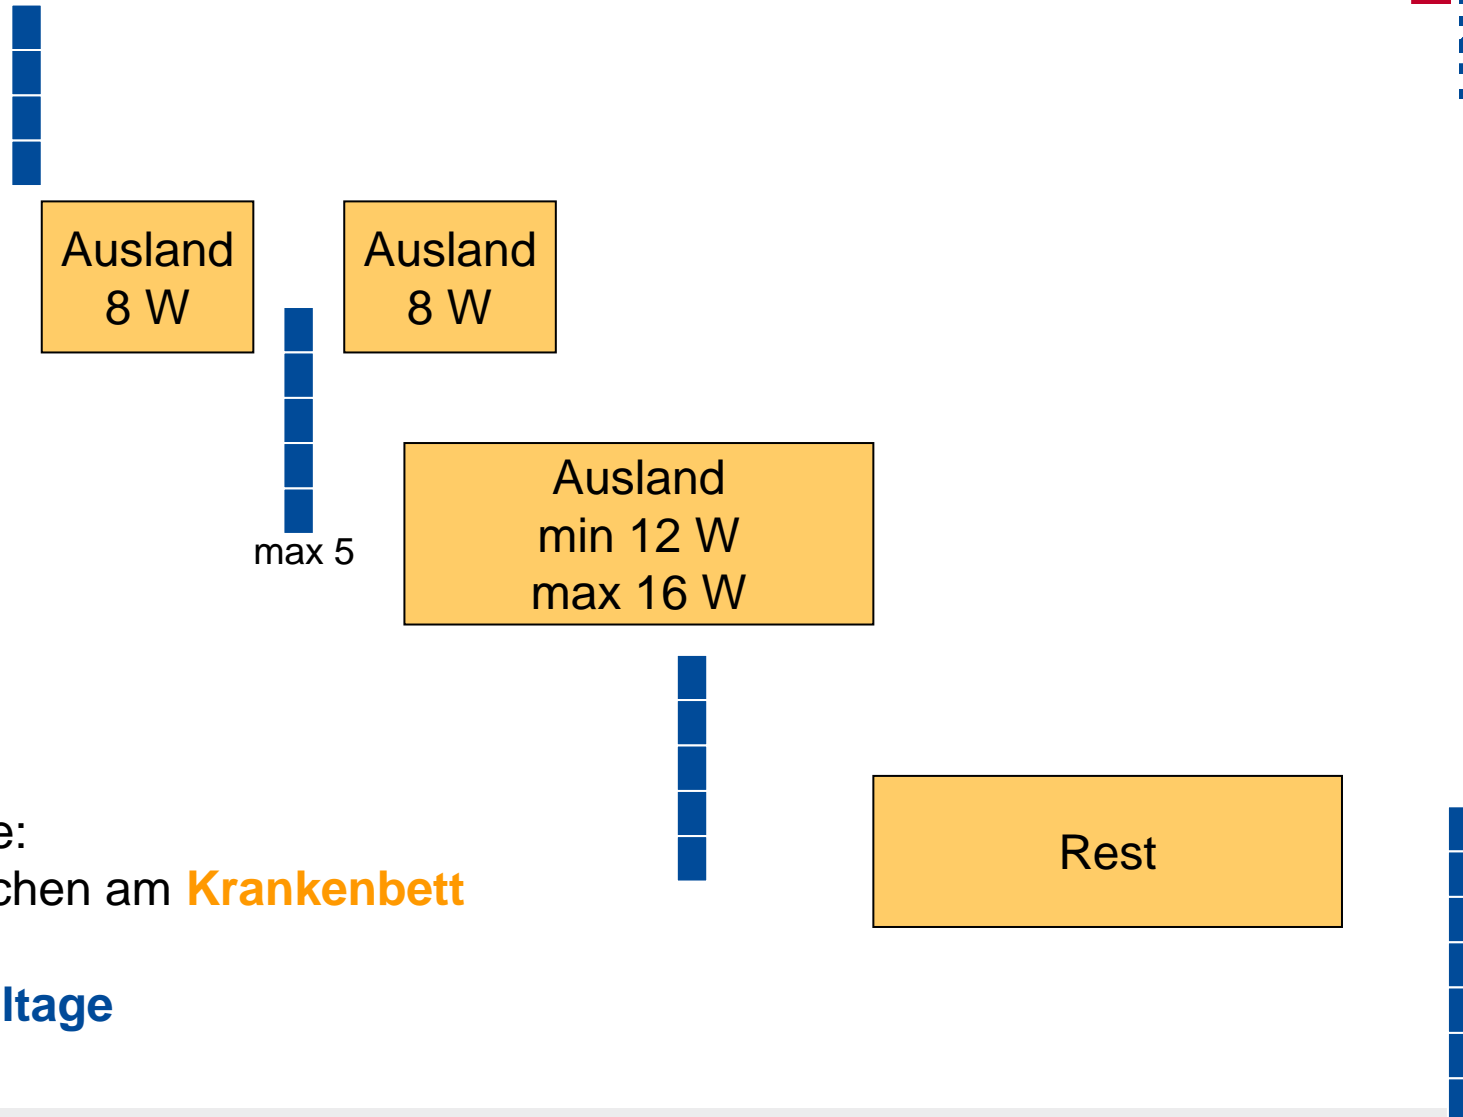 Ausland
8 W
Ausland
8 W
max 5
Ausland
min 12 W
max 16 W
Rest
e:
chen am Krankenbett
ltage